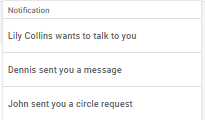 Notification
Lily Collins wants to talk to you
Dennis sent you a message
John sent you a circle request